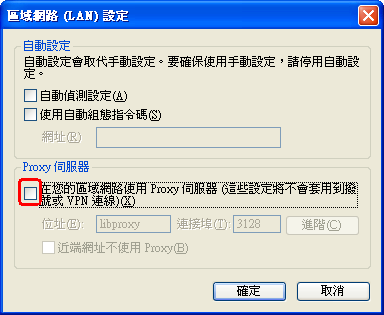 區域網路 (LAN) 設定
自動設定
自動設定會取代手動設定。要確保使用手動設定，請停用自動設
定。
自動偵測設定(A)
使用自動組態指令碼(S)
網址(R)
Proxy 伺服器
在您的區域網路使用 Proxy 伺服器 (這些設定將不會套用到撥
號或 VPN 連線)(X)
位址(E): libproxy 連接埠(T): 3128 進階(C)
近端網址不使用 Proxy(B)
確定 取消